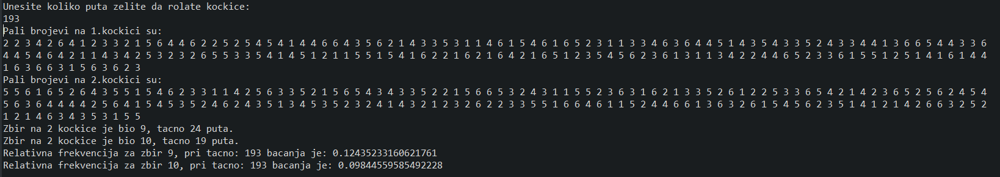 Unesite koliko puta zelite da rolate kockice:
193
Pali brojevi na 1.kockici su:
2 2 3 4 2 6 4 1 2 3 3 2 1 5 6 4 4 6 2 2 5 2 5 4 5 4 1 4 4 6 6 4 3 5 6 2 1 4 3 3 5 3 1 1 4 6 1 5 4 6 1 6 5 2 3 1 1 3 3 4 6 3 6 4 4 5 1 4 3 5 4 3 3 5 2 4 3 3 4 4 1 3 6 6 5 4 4 3 3 6
4 4 5 4 6 4 2 1 1 4 3 4 2 5 3 2 3 2 6 5 5 3 3 5 4 1 4 5 1 2 1 1 5 5 1 5 4 1 6 2 2 1 6 2 1 6 4 2 1 6 5 1 2 3 5 4 5 6 2 3 6 1 3 1 1 3 4 2 2 4 4 6 5 2 3 3 6 1 5 5 1 2 5 1 4 1 6 1 4 4
1 6 3 6 6 3 1 5 6 3 6 2 3
Pali brojevi na 2.kockici su:
5 5 6 1 6 5 2 6 4 3 5 5 1 5 4 6 2 3 3 1 1 4 2 5 6 3 3 5 2 1 5 6 5 4 3 4 3 3 5 2 2 1 5 6 6 5 3 2 4 3 1 1 5 5 2 3 6 3 1 6 2 1 3 3 5 2 6 1 2 2 5 3 3 6 5 4 2 1 4 2 3 6 5 2 5 6 2 4 5 4
5 6 3 6 4 4 4 4 2 5 6 4 1 5 4 5 3 5 2 4 6 2 4 3 5 1 3 4 5 3 5 2 3 2 4 1 4 3 2 1 2 3 2 6 2 2 3 3 5 5 1 6 6 4 6 1 1 5 2 4 4 6 6 1 3 6 3 2 6 1 5 4 5 6 2 3 5 1 4 1 2 1 4 2 6 6 3 2 5 2
1 2 1 4 6 3 4 3 5 3 1 5 5
Zbir na 2 kockice je bio 9, tacno 24 puta.
Zbir na 2 kockice je bio 10, tacno 19 puta.
Relativna frekvencija za zbir 9, pri tacno: 193 bacanja je: 0.12435233160621761
Relativna frekvencija za zbir 10, pri tacno: 193 bacanja je: 0.09844559585492228